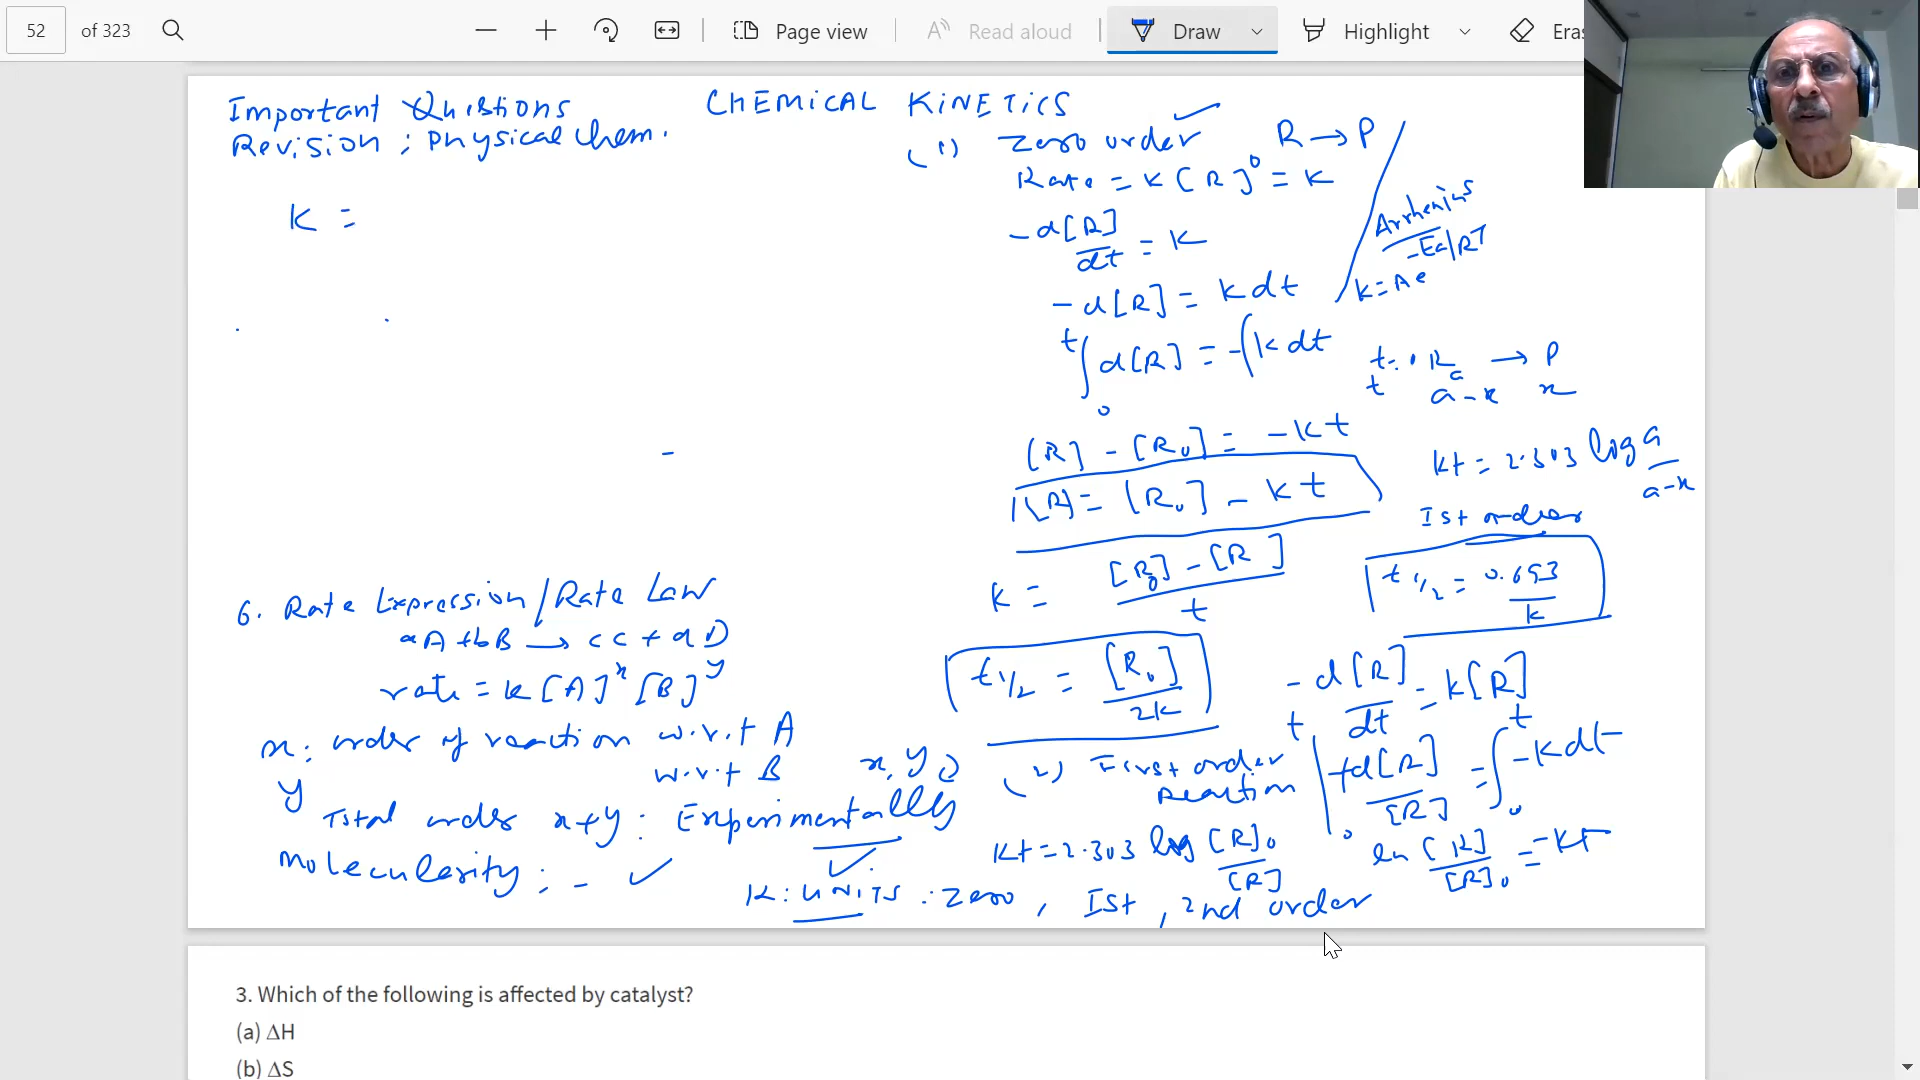 52 of 323 Page view Read aloud Draw Highlight Eras
Important Questions
Revision : Physical Chem.
CHEMICAL KINETICS
K =
(1) Zero order R → P
Rate = K [R]⁰ = K
-d[R]/dt = K
-d[R] = K dt
t∫0 d[R] = -∫K dt
[R] - [R₀] = -Kt
[R] = [R₀] - Kt
K = [R₀] - [R] / t
t1/2 = [R₀]/2K
Arrhenius
K = A e -Ea/RT
t=0 R → P
a
t a-x x
Kt = 2.303 log a/a-x
Ist order
t1/2 = 0.693/K
6. Rate Expression/Rate Law
aA + bB → cC + dD
rate = K [A]ˣ [B]ʸ
x : order of reaction w.r.t A
y w.r.t B
x, y
Total order x+y : Experimentally
Molecularity : - ✓
(2) First order
Reaction
-d[R]/dt = K[R]
t∫0 +d[R]/[R] = t∫0 -Kdt
Kt = 2.303 log [R]₀/[R]
ln [R]/[R]₀ = -Kt
K : UNITS : Zero, Ist, 2nd order
3. Which of the following is affected by catalyst?
(a) ΔH
(b) ΔS